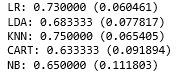 LR: 0.730000 (0.060461)
LDA: 0.683333 (0.077817)
KNN: 0.750000 (0.065405)
CART: 0.633333 (0.091894)
NB: 0.650000 (0.111803)